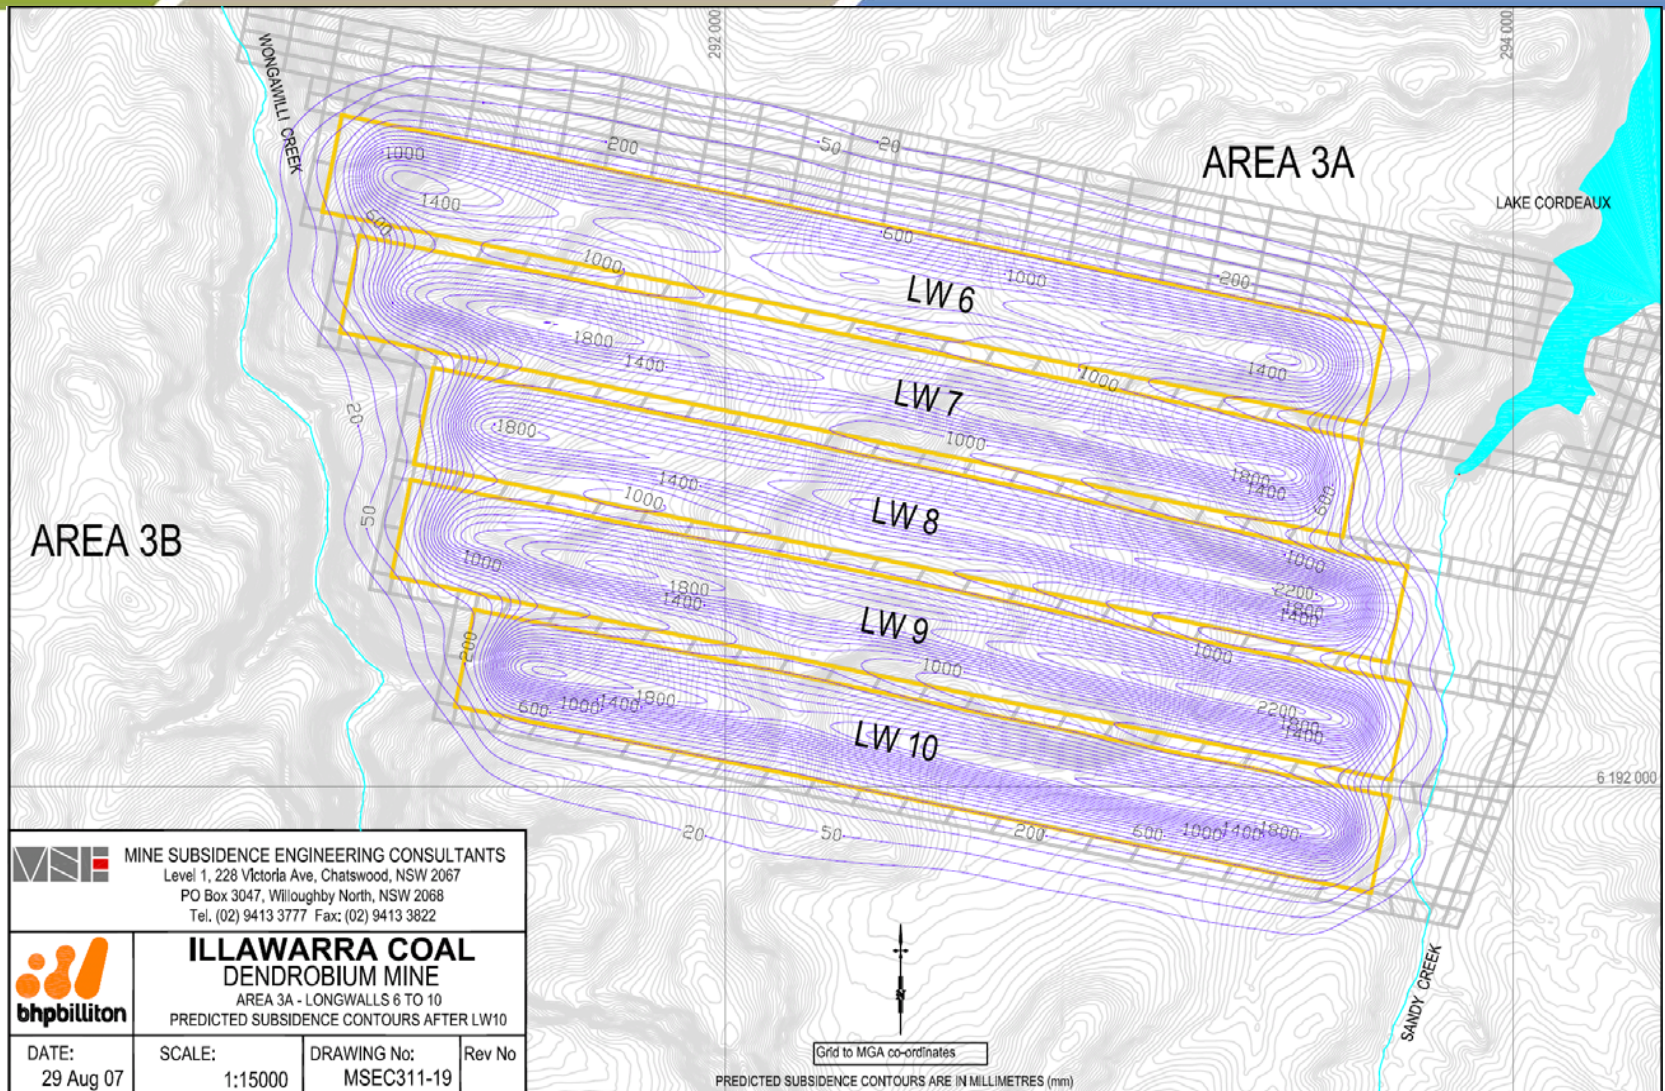 292 000
294 000
WONGAWILLI CREEK
AREA 3A
LAKE CORDEAUX
200
50
20
1000
1400
600
600
1000
1000
200
LW 6
1800
1400
1400
1000
20
LW 7
1800
1000
1800
1400
600
50
1400
1000
LW 8
AREA 3B
1000
1000
2200
1800
1400
1800
1400
LW 9
200
1000
1000
600
1000
1400
1800
2200
1800
1400
LW 10
6 192 000
20
50
200
600
1000
1400
1800
SANDY CREEK
N
Grid to MGA co-ordinates
PREDICTED SUBSIDENCE CONTOURS ARE IN MILLIMETRES (mm)
MSE
MINE SUBSIDENCE ENGINEERING CONSULTANTS
Level 1, 228 Victoria Ave, Chatswood, NSW 2067
PO Box 3047, Willoughby North, NSW 2068
Tel. (02) 9413 3777 Fax: (02) 9413 3822
bhpbilliton
ILLAWARRA COAL
DENDROBIUM MINE
AREA 3A - LONGWALLS 6 TO 10
PREDICTED SUBSIDENCE CONTOURS AFTER LW10
DATE:
29 Aug 07
SCALE:
1:15000
DRAWING No:
MSEC311-19
Rev No